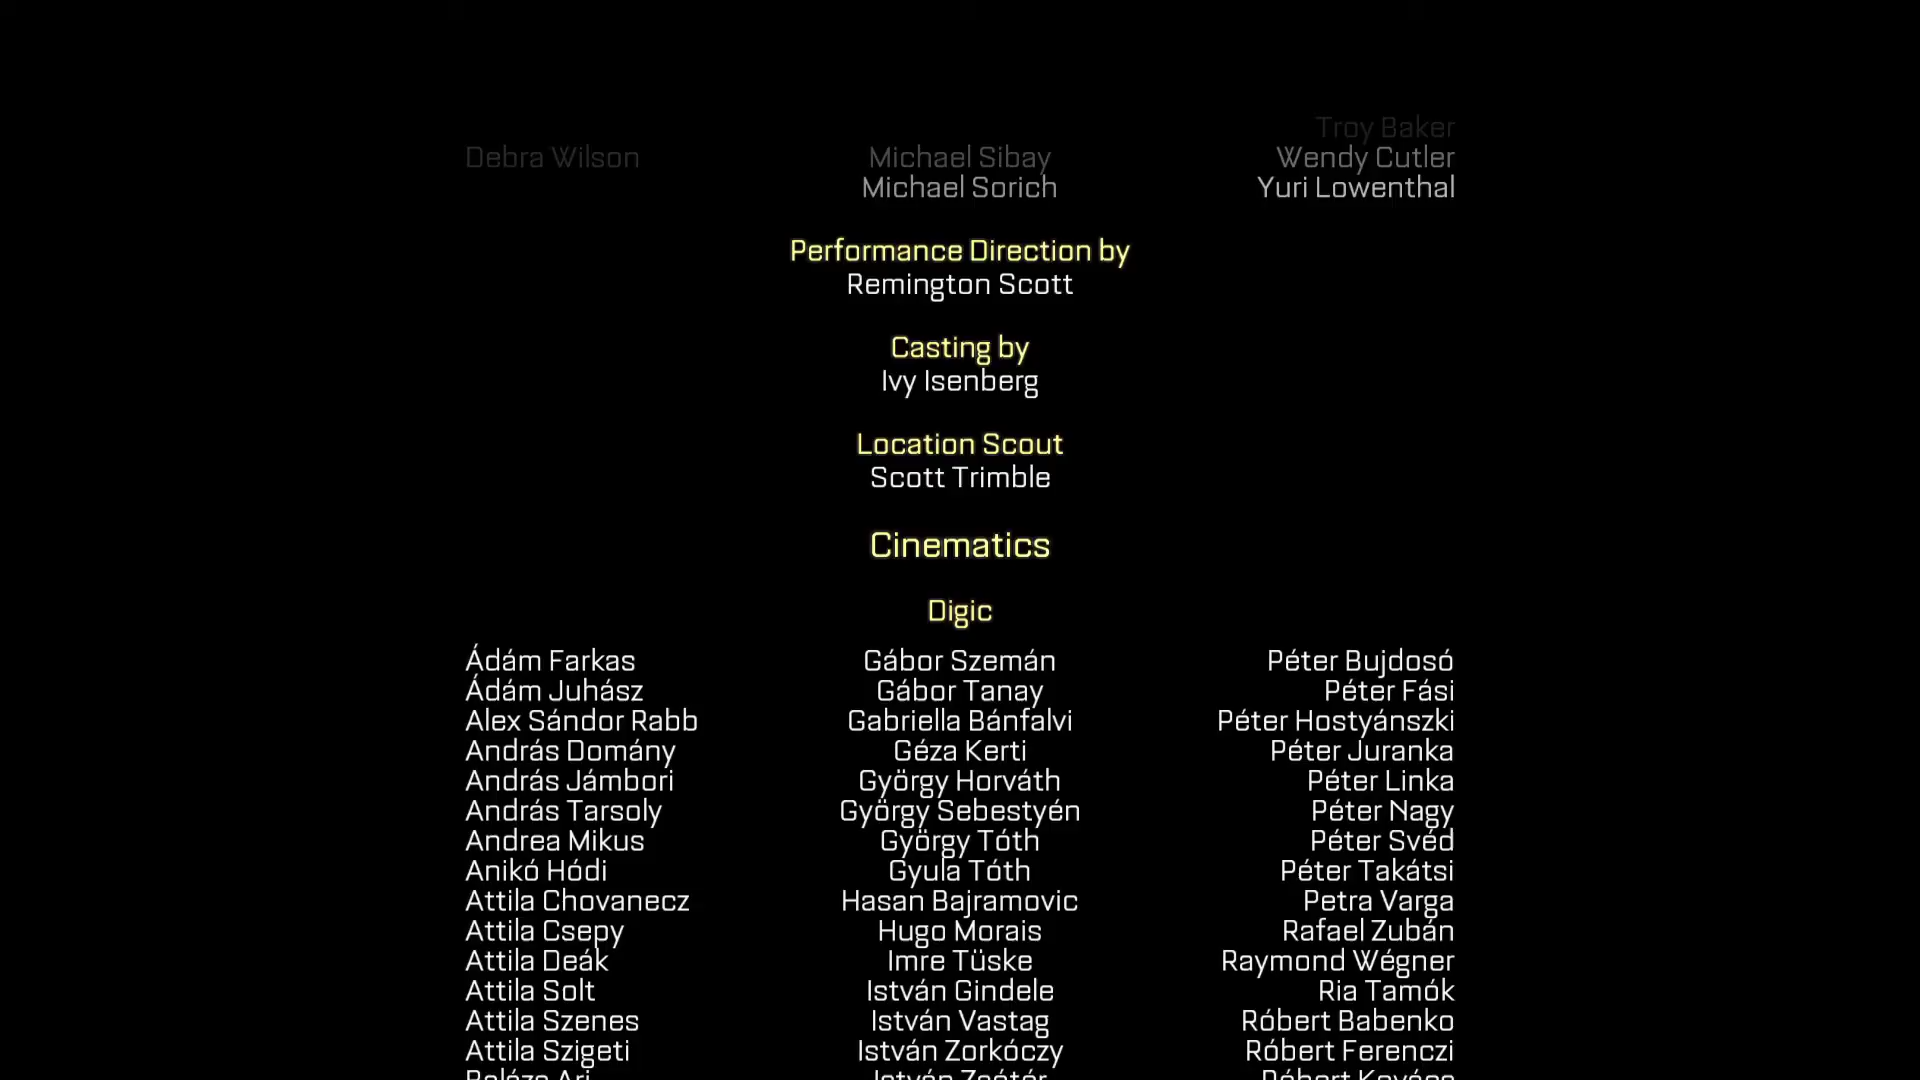 Troy Baker
Debra Wilson Michael Sibay Wendy Cutler
Michael Sorich Yuri Lowenthal
Performance Direction by
Remington Scott
Casting by
Ivy Isenberg
Location Scout
Scott Trimble
Cinematics
Digic
Ádám Farkas Gábor Szemán Péter Bujdosó
Ádám Juhász Gábor Tanay Péter Fási
Alex Sándor Rabb Gabriella Bánfalvi Péter Hostyánszki
András Domány Géza Kerti Péter Juranka
András Jámbori György Horváth Péter Linka
András Tarsoly György Sebestyén Péter Nagy
Andrea Mikus György Tóth Péter Svéd
Anikó Hódi Gyula Tóth Péter Takátsi
Attila Chovanecz Hasan Bajramovic Petra Varga
Attila Csepy Hugo Morais Rafael Zubán
Attila Deák Imre Tüske Raymond Wégner
Attila Solt István Gindele Ria Tamók
Attila Szenes István Vastag Róbert Babenko
Attila Szigeti István Zorkóczy Róbert Ferenczi